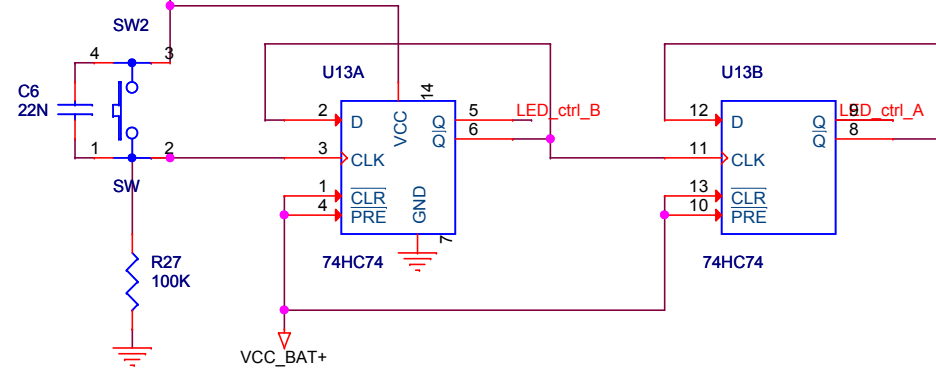 SW2
4
3
C6
22N
1
2
SW
R27
100K
U13A
14
VCC
2
D
3
CLK
1
CLR
4
PRE
GND
7
5
Q
LED_ctrl_B
6
Q
74HC74
VCC_BAT+
U13B
12
D
11
CLK
13
CLR
10
PRE
9
Q
LED_ctrl_A
8
Q
74HC74